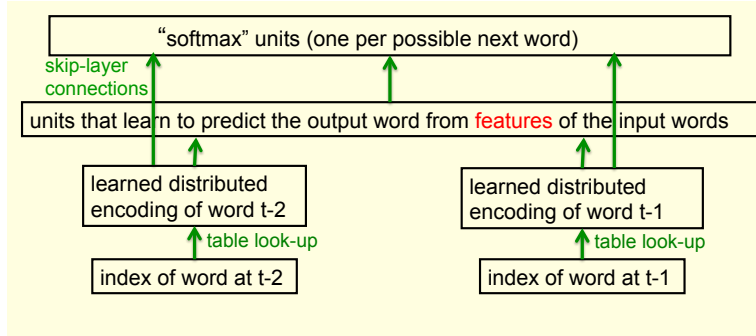 “softmax” units (one per possible next word)
skip-layer
connections
units that learn to predict the output word from features of the input words
learned distributed
encoding of word t-2
learned distributed
encoding of word t-1
table look-up
table look-up
index of word at t-2
index of word at t-1